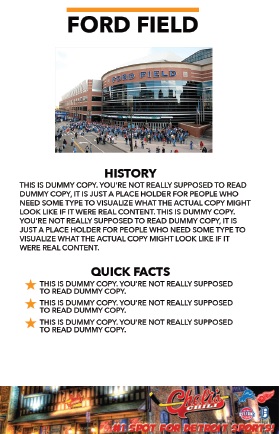 FORD FIELD
FORD FIELD
HISTORY
THIS IS DUMMY COPY. YOU'RE NOT REALLY SUPPOSED TO READ
DUMMY COPY, IT IS JUST A PLACE HOLDER FOR PEOPLE WHO
NEED SOME TYPE TO VISUALIZE WHAT THE ACTUAL COPY MIGHT
LOOK LIKE IF IT WERE REAL CONTENT. THIS IS DUMMY COPY.
YOU'RE NOT REALLY SUPPOSED TO READ DUMMY COPY, IT IS
JUST A PLACE HOLDER FOR PEOPLE WHO NEED SOME TYPE TO
VISUALIZE WHAT THE ACTUAL COPY MIGHT LOOK LIKE IF IT
WERE REAL CONTENT.
QUICK FACTS
THIS IS DUMMY COPY. YOU'RE NOT REALLY SUPPOSED
TO READ DUMMY COPY.
THIS IS DUMMY COPY. YOU'RE NOT REALLY SUPPOSED
TO READ DUMMY COPY.
THIS IS DUMMY COPY. YOU'RE NOT REALLY SUPPOSED
TO READ DUMMY COPY.
#1 SPOT FOR DETROIT SPORTS!